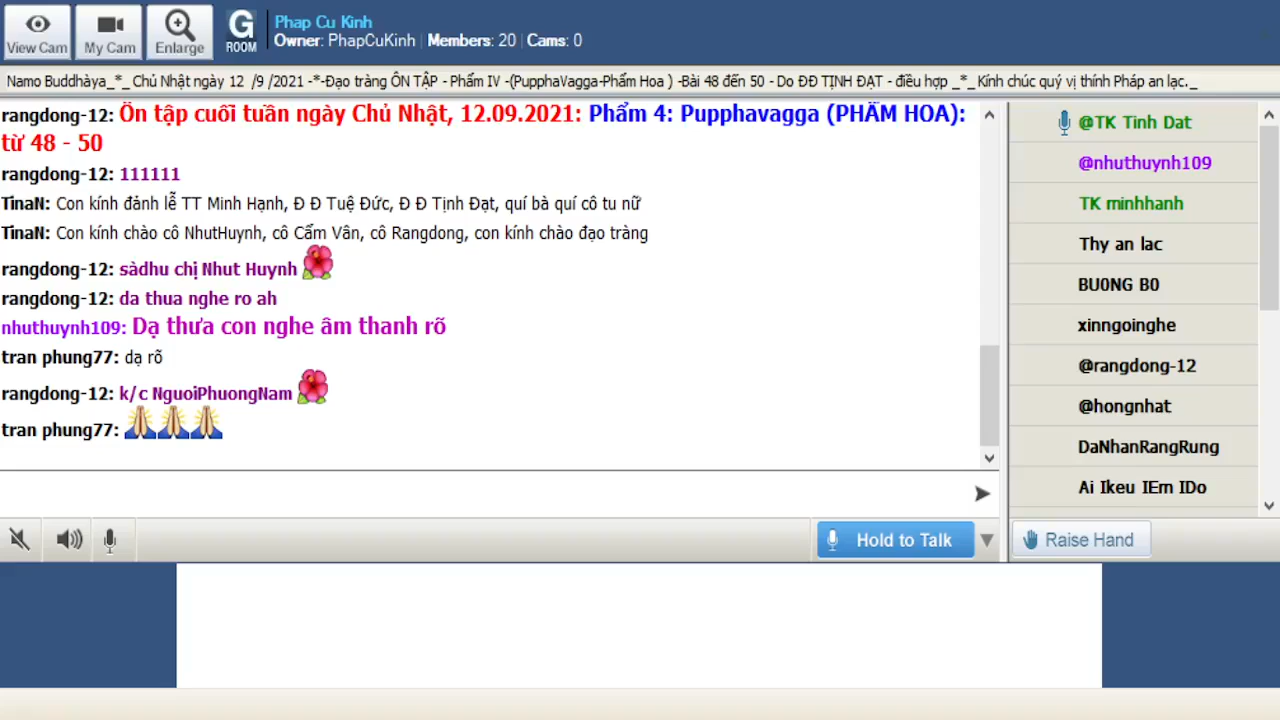 View Cam
My Cam
Enlarge
G
ROOM
Phap Cu Kinh
Owner: PhapCuKinh | Members: 20 | Cams: 0
Namo Buddhàya_*_ Chủ Nhật ngày 12 /9 /2021 -*-Đạo tràng ÔN TẬP - Phẩm IV -(PupphaVagga-Phẩm Hoa ) -Bài 48 đến 50 - Do ĐĐ TỊNH ĐẠT - điều hợp _*_ Kính chúc quý vị thính Pháp an lạc._
rangdong-12: Ôn tập cuối tuần ngày Chủ Nhật, 12.09.2021: Phẩm 4: Pupphavagga (PHẨM HOA):
từ 48 - 50
rangdong-12: 111111
TinaN: Con kính đảnh lễ TT Minh Hạnh, Đ Đ Tuệ Đức, Đ Đ Tịnh Đạt, quí bà quí cô tu nữ
TinaN: Con kính chào cô NhutHuynh, cô Cẩm Vân, cô Rangdong, con kính chào đạo tràng
rangdong-12: sàdhu chị Nhut Huynh
rangdong-12: da thua nghe ro ah
nhuthuynh109: Dạ thưa con nghe âm thanh rõ
tran phung77: dạ rõ
rangdong-12: k/c NguoiPhuongNam
tran phung77:
@TK Tinh Dat
@nhuthuynh109
TK minhhanh
Thy an lac
BU0NG B0
xinngoinghe
@rangdong-12
@hongnhat
DaNhanRangRung
Ai Ikeu IEm IDo
Hold to Talk
Raise Hand